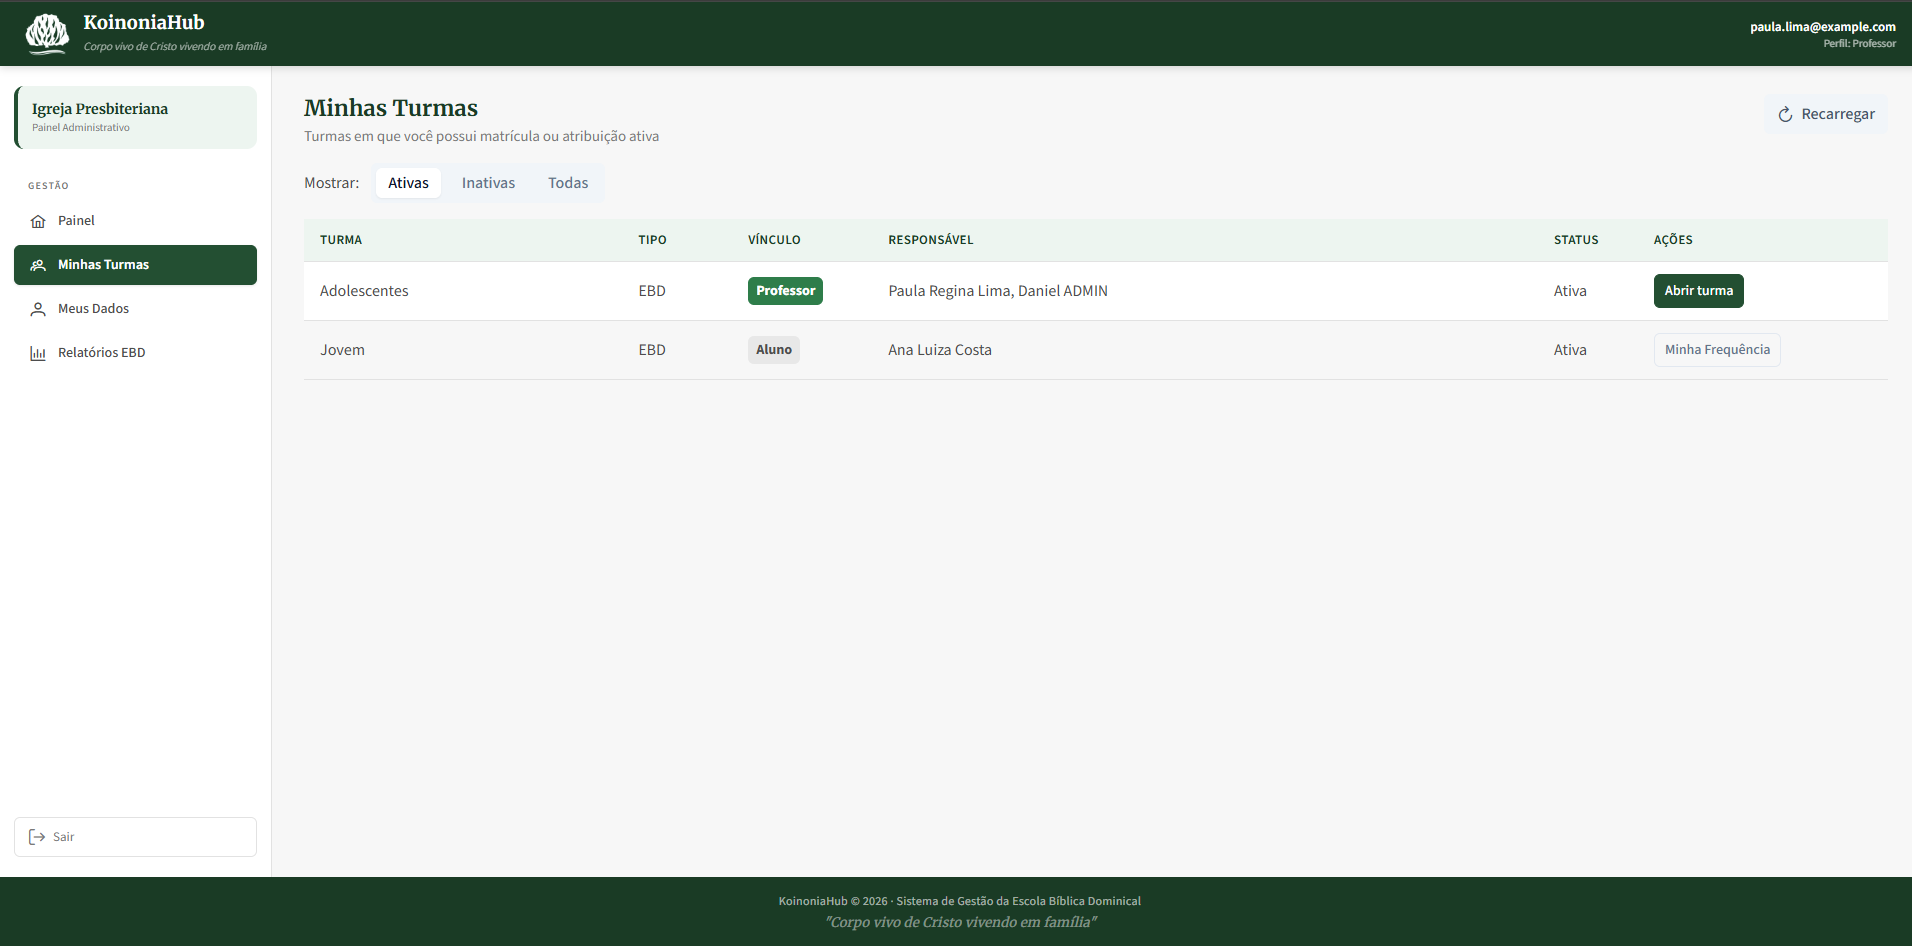 KoinoniaHub
Corpo vivo de Cristo vivendo em família
paula.lima@example.com
Perfil: Professor
Igreja Presbiteriana
Painel Administrativo
GESTÃO
Painel
Minhas Turmas
Meus Dados
Relatórios EBD
Sair
Minhas Turmas
Turmas em que você possui matrícula ou atribuição ativa
Recarregar
Mostrar: Ativas Inativas Todas
TURMA TIPO VÍNCULO RESPONSÁVEL STATUS AÇÕES
Adolescentes EBD Professor Paula Regina Lima, Daniel ADMIN Ativa Abrir turma
Jovem EBD Aluno Ana Luiza Costa Ativa Minha Frequência
KoinoniaHub © 2026 · Sistema de Gestão da Escola Bíblica Dominical
"Corpo vivo de Cristo vivendo em família"